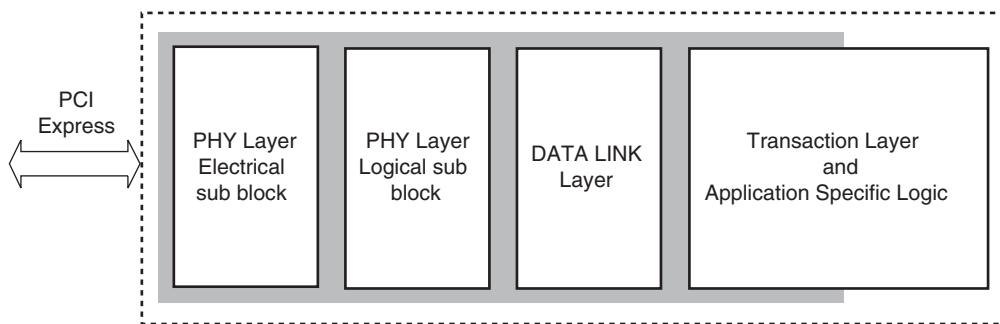 PCI
Express
PHY Layer
Electrical
sub block
PHY Layer
Logical sub
block
DATA LINK
Layer
Transaction Layer
and
Application Specific Logic